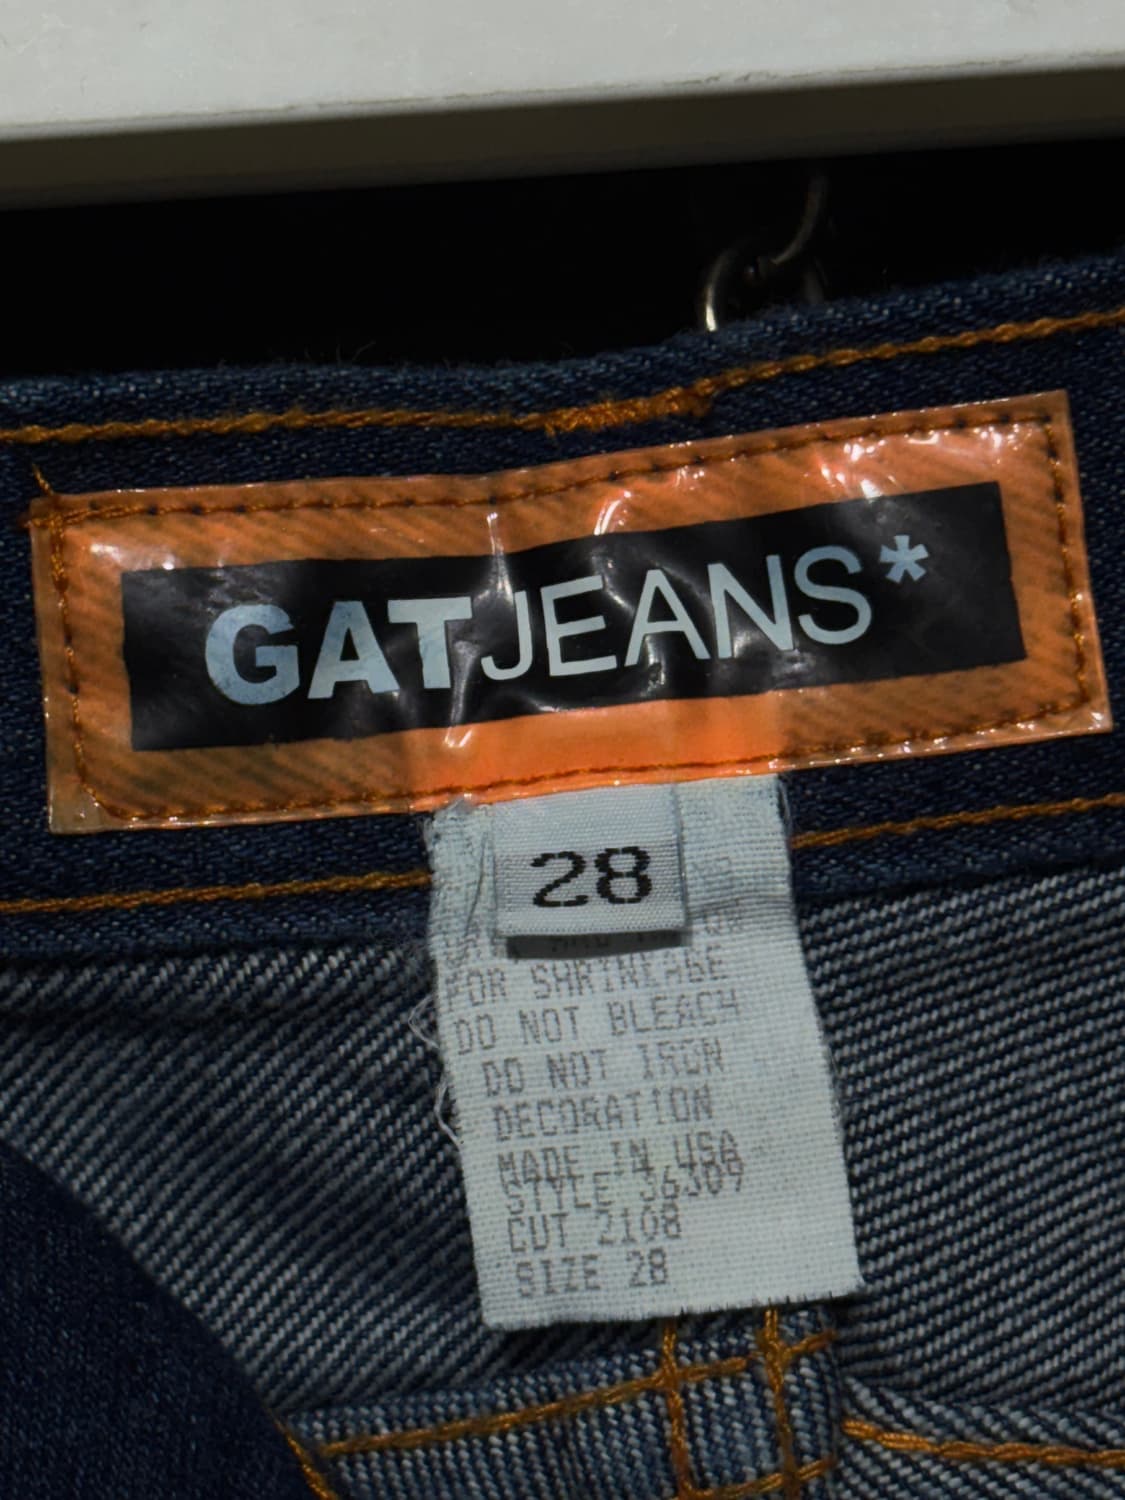 GATJEANS*
28
FOR SHRINKAGE
DO NOT BLEACH
DO NOT IRON
DECORATION
MADE IN USA
STYLE 36309
CUT 2108
SIZE 28